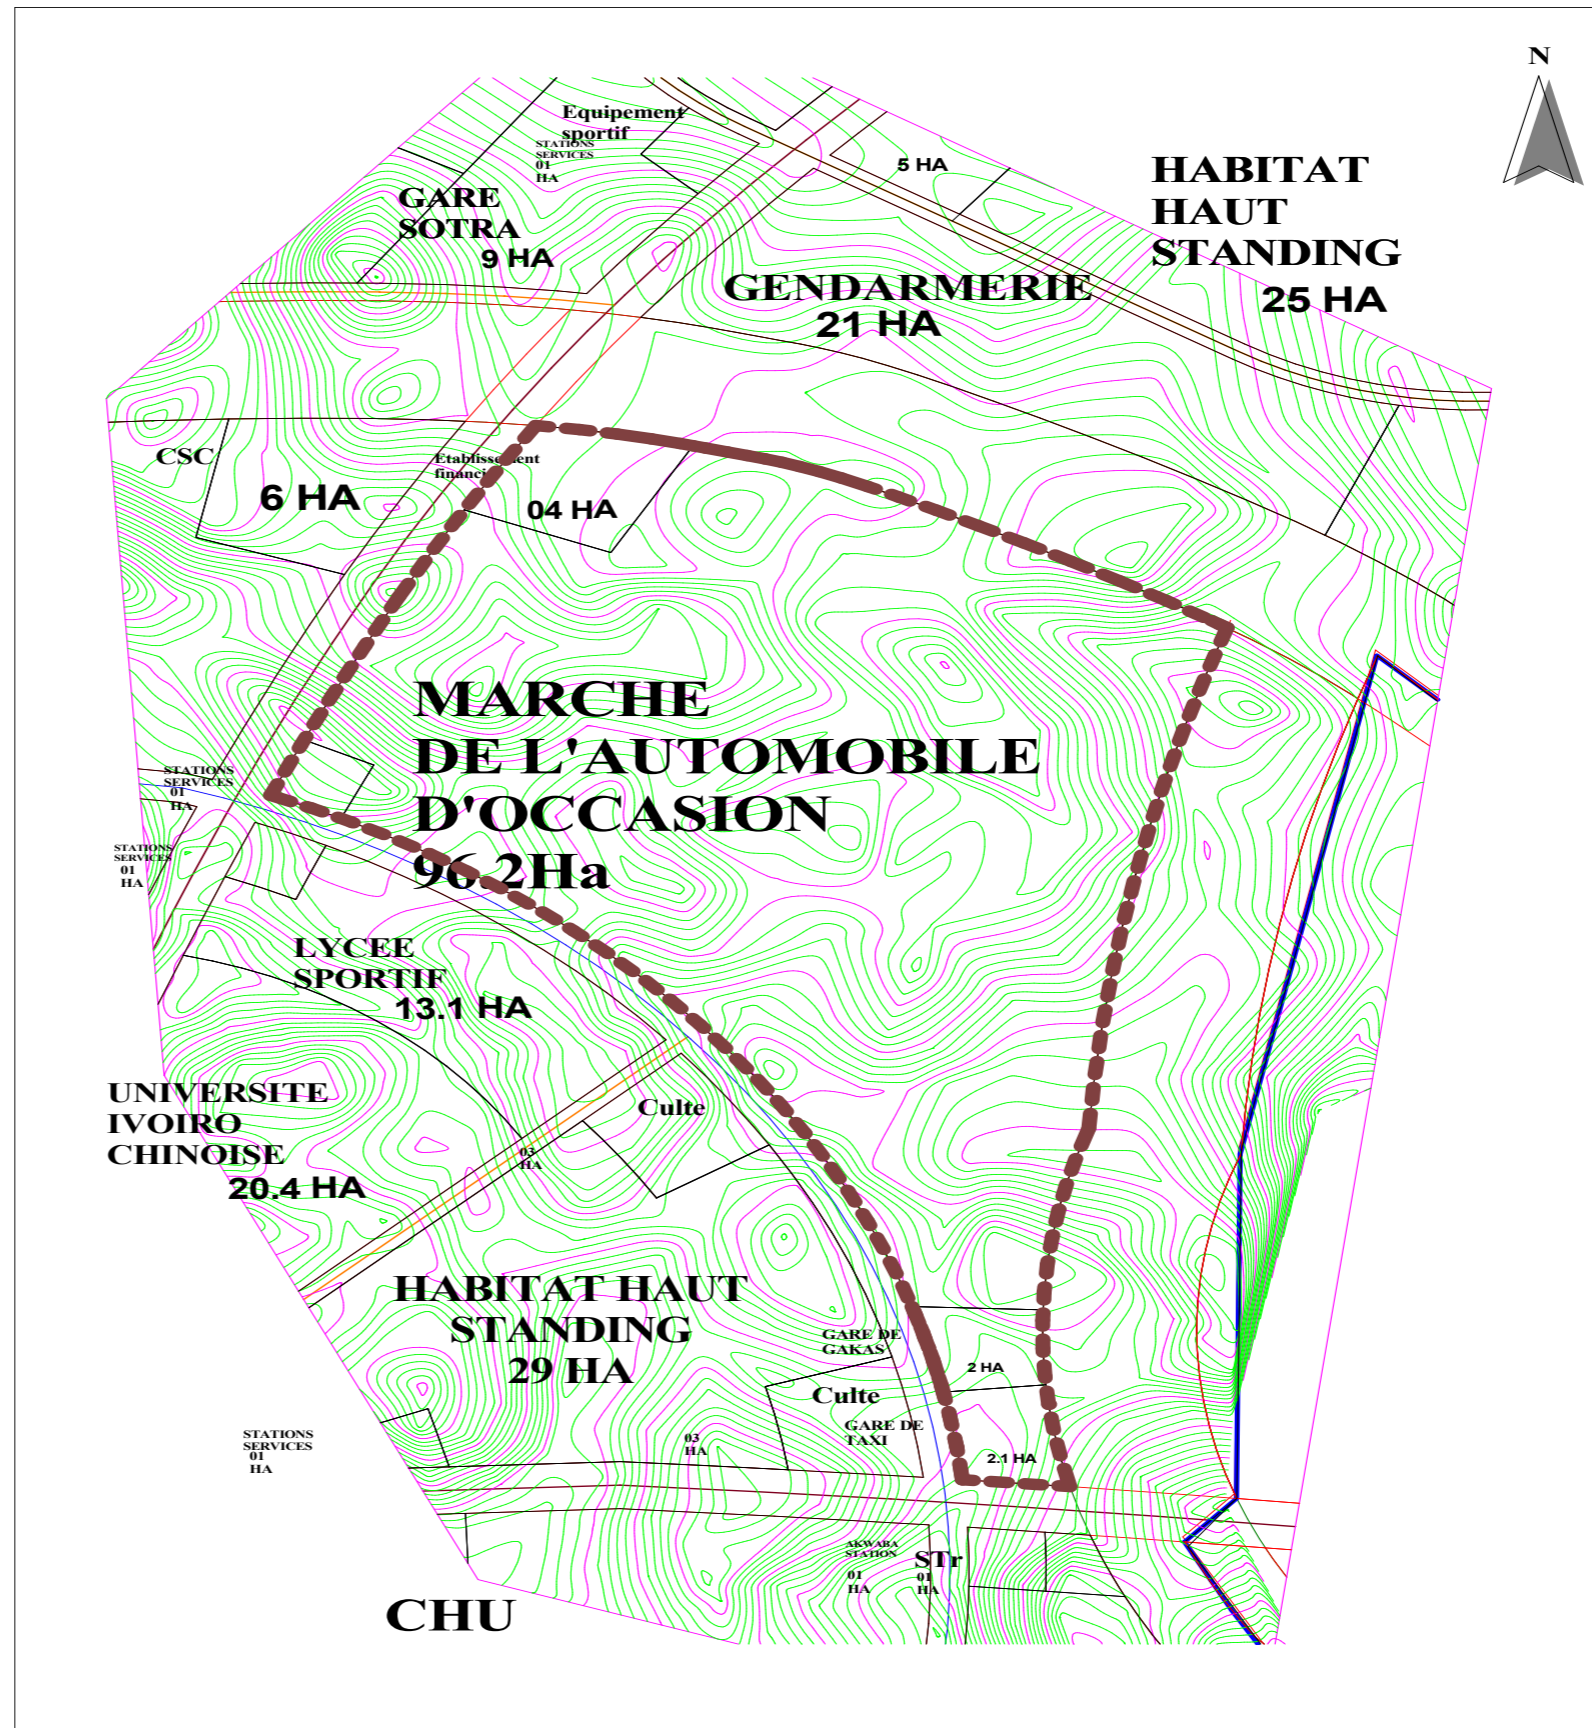 N
Equipement
sportif
STATIONS
SERVICES
01
HA
5 HA
HABITAT
HAUT
STANDING
25 HA
GARE
SOTRA
9 HA
GENDARMERIE
21 HA
CSC
6 HA
Etablissement
04 HA
MARCHE
DE L'AUTOMOBILE
D'OCCASION
96.2Ha
STATIONS
SERVICES
01
HA
STATIONS
SERVICES
01
HA
LYCEE
SPORTIF
13.1 HA
UNIVERSITE
IVOIRO
CHINOISE
20.4 HA
Culte
03
HA
HABITAT HAUT
STANDING
29 HA
GARE DE
GAKAS
2 HA
Culte
GARE DE
TAXI
03
HA
2.1 HA
STATIONS
SERVICES
01
HA
AKWABA
STATION
01
HA
STr
01
HA
CHU